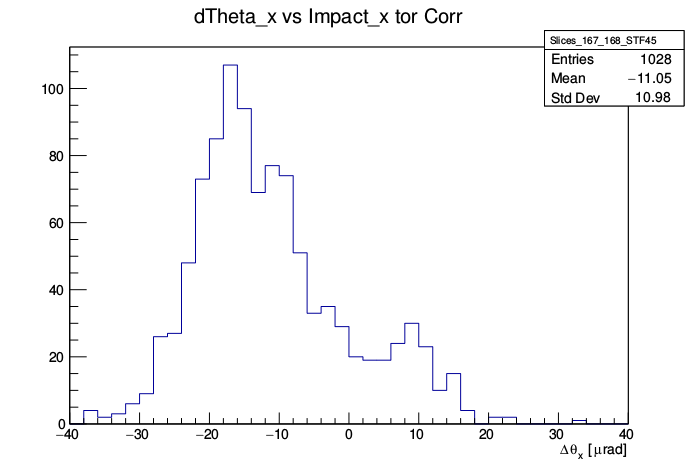 dTheta_x vs Impact_x tor Corr
Slices_167_168_STF45
Entries 1028
Mean −11.05
Std Dev 10.98
100
80
60
40
20
0
−40 −30 −20 −10 0 10 20 30 40
Δθx [μrad]